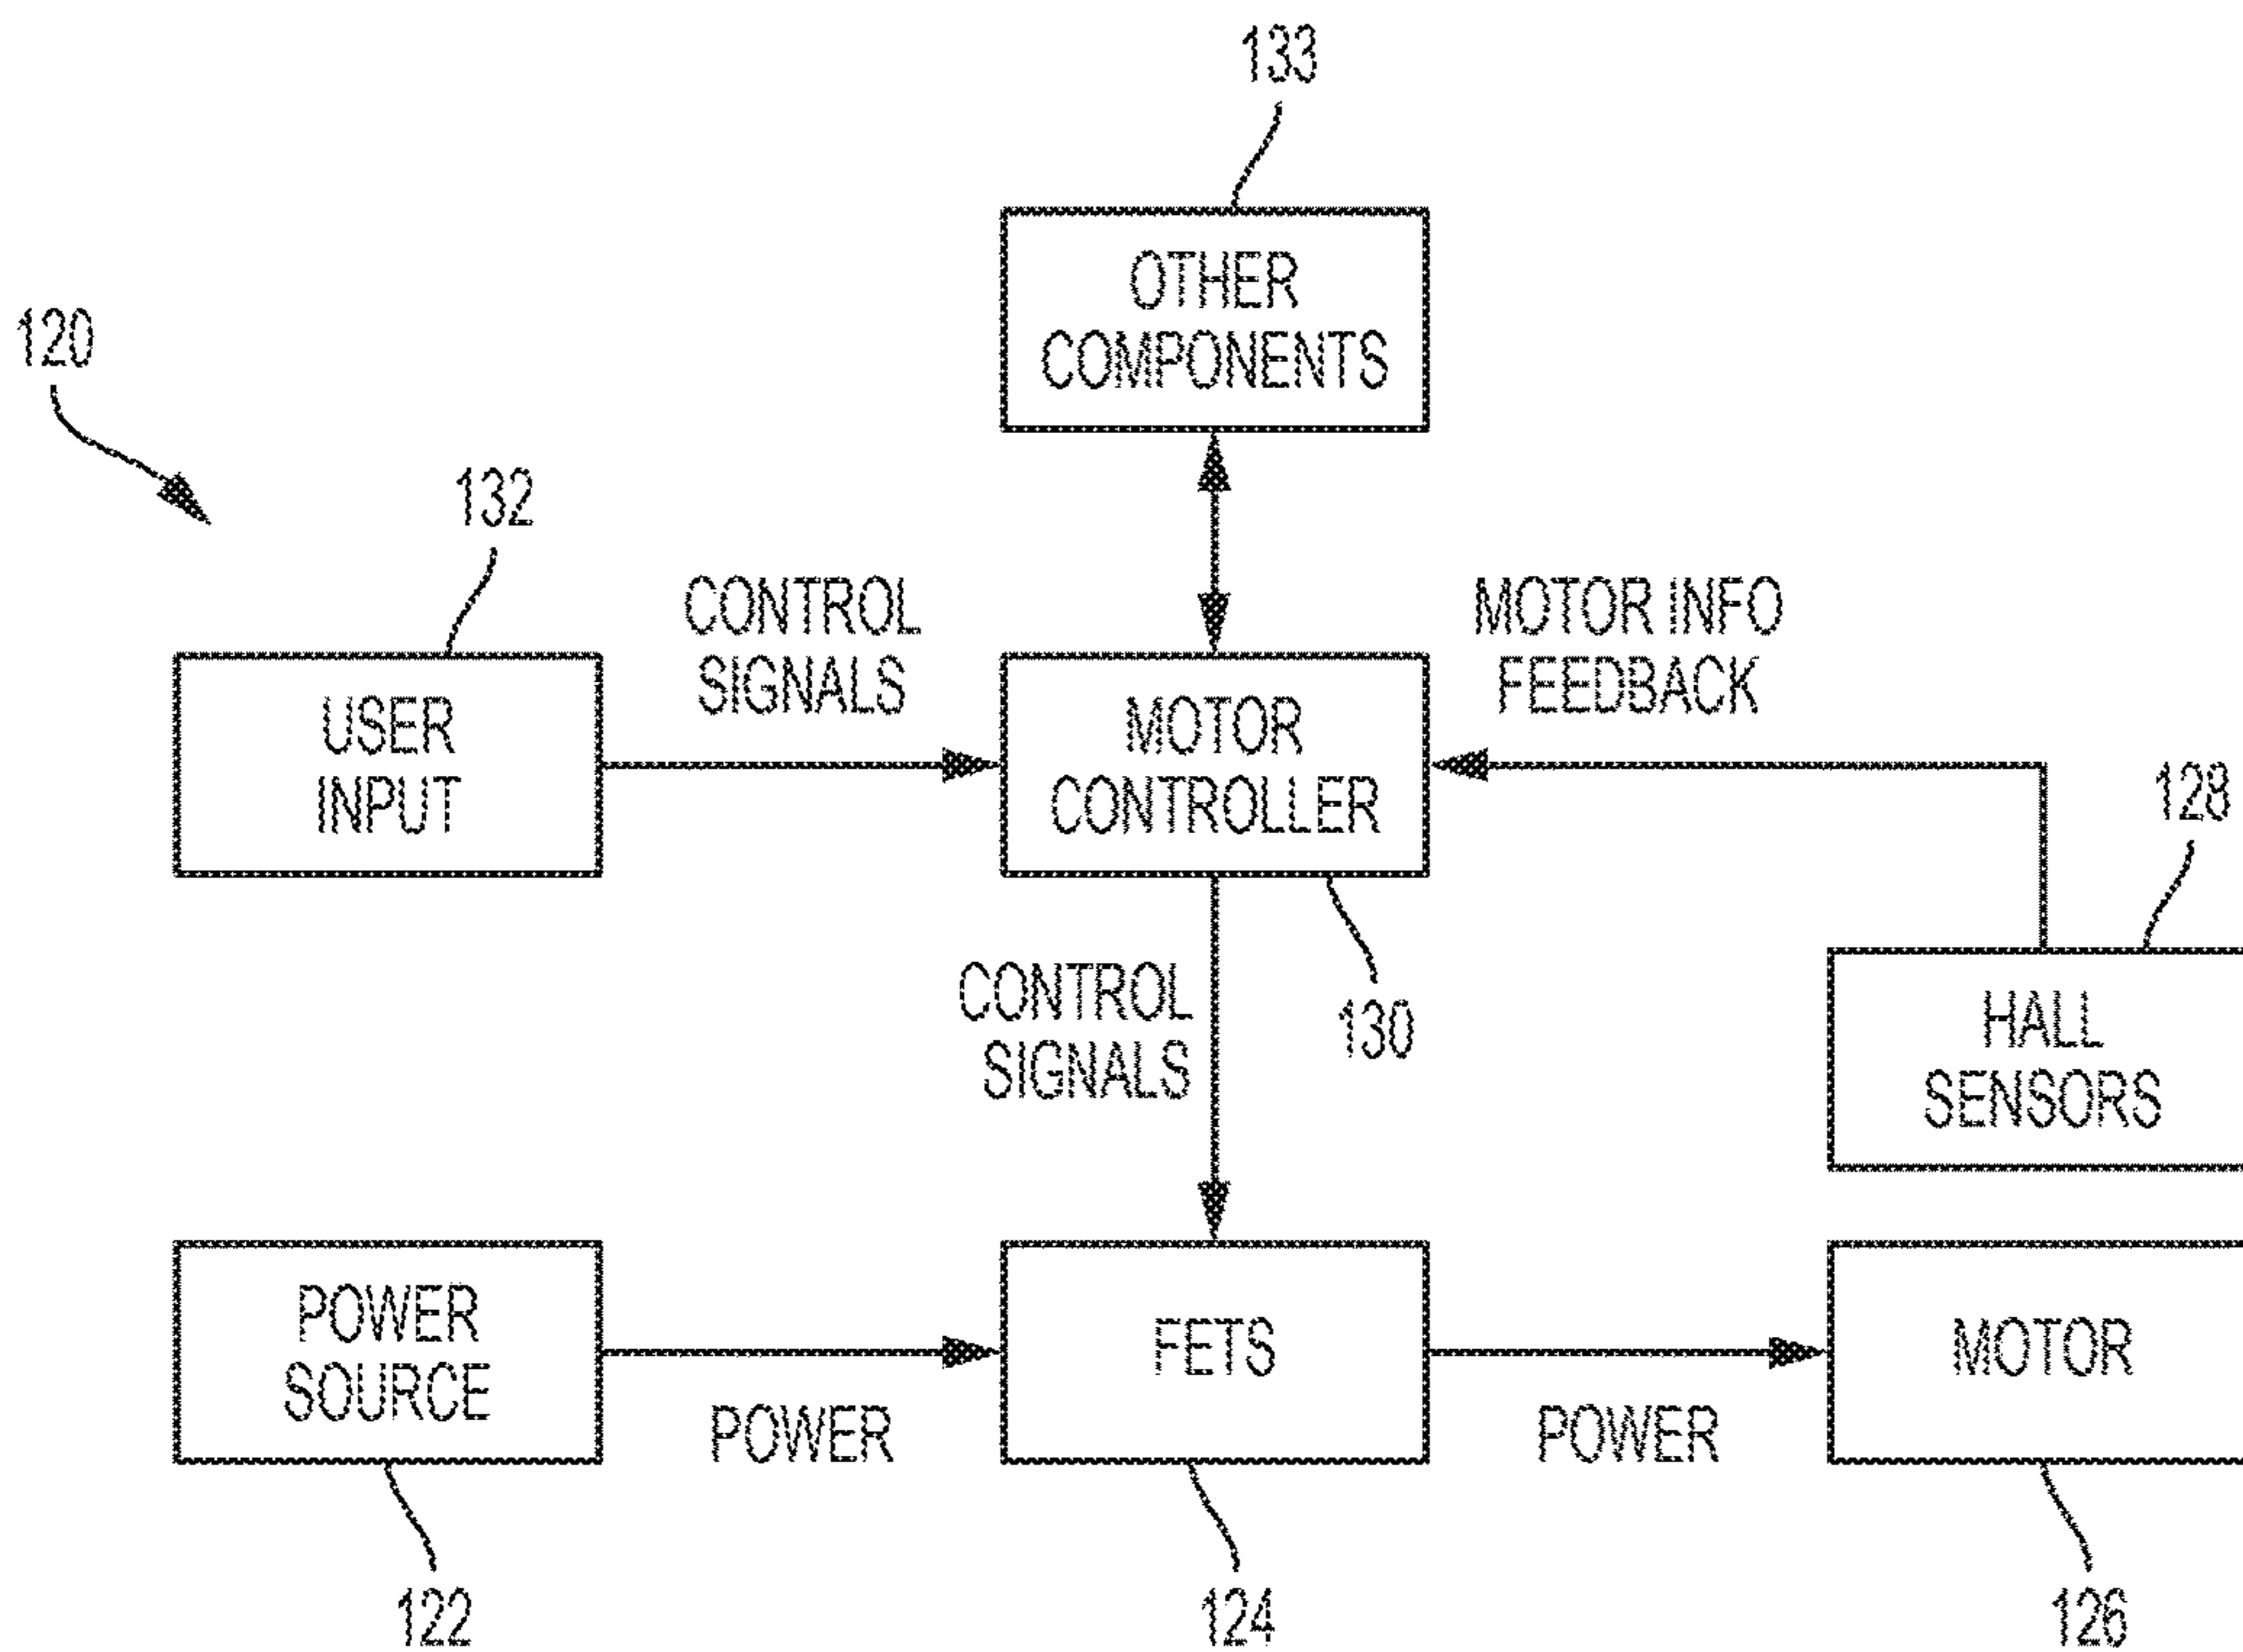 133
OTHER
COMPONENTS
120
132
CONTROL
SIGNALS
MOTOR INFO
FEEDBACK
USER
INPUT
MOTOR
CONTROLLER
128
CONTROL
SIGNALS
130
HALL
SENSORS
POWER
SOURCE
POWER
FETS
POWER
MOTOR
122
124
126